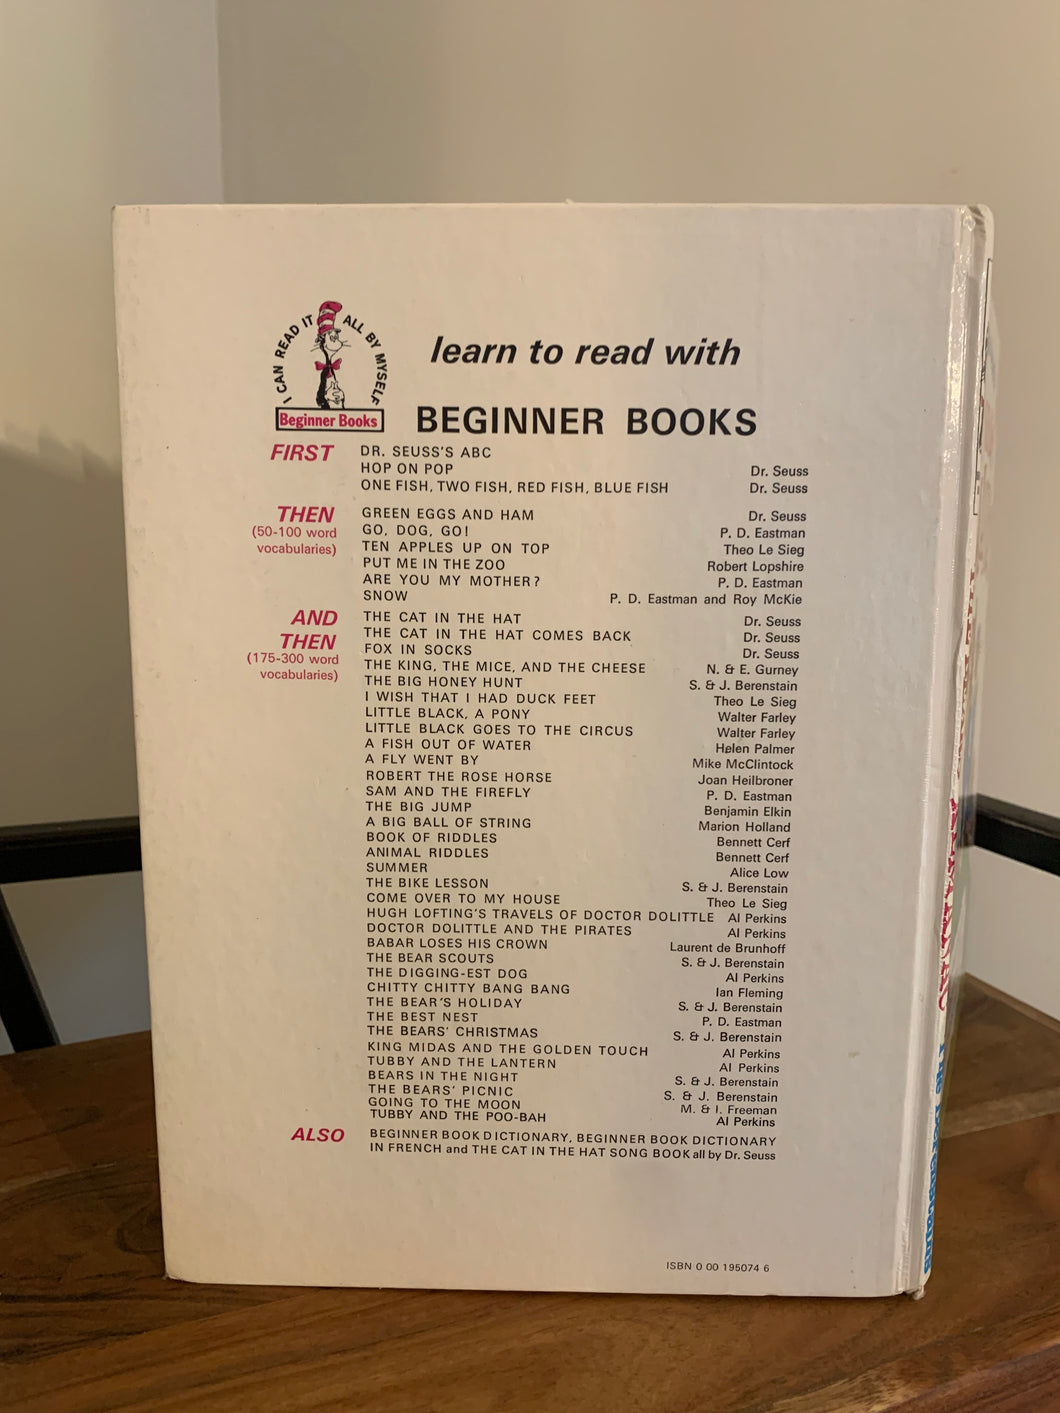 I CAN READ IT ALL BY MYSELF
Beginner Books
learn to read with
BEGINNER BOOKS
FIRST DR. SEUSS'S ABC
HOP ON POP Dr. Seuss
ONE FISH, TWO FISH, RED FISH, BLUE FISH Dr. Seuss
THEN GREEN EGGS AND HAM Dr. Seuss
(50-100 word GO, DOG, GO! P. D. Eastman
vocabularies) TEN APPLES UP ON TOP Theo Le Sieg
PUT ME IN THE ZOO Robert Lopshire
ARE YOU MY MOTHER? P. D. Eastman
SNOW P. D. Eastman and Roy McKie
AND THE CAT IN THE HAT Dr. Seuss
THEN THE CAT IN THE HAT COMES BACK Dr. Seuss
FOX IN SOCKS Dr. Seuss
(175-300 word THE KING, THE MICE, AND THE CHEESE N. & E. Gurney
vocabularies) THE BIG HONEY HUNT S. & J. Berenstain
I WISH THAT I HAD DUCK FEET Theo Le Sieg
LITTLE BLACK, A PONY Walter Farley
LITTLE BLACK GOES TO THE CIRCUS Walter Farley
A FISH OUT OF WATER Helen Palmer
A FLY WENT BY Mike McClintock
ROBERT THE ROSE HORSE Joan Heilbroner
SAM AND THE FIREFLY P. D. Eastman
THE BIG JUMP Benjamin Elkin
A BIG BALL OF STRING Marion Holland
BOOK OF RIDDLES Bennett Cerf
ANIMAL RIDDLES Bennett Cerf
SUMMER Alice Low
THE BIKE LESSON S. & J. Berenstain
COME OVER TO MY HOUSE Theo Le Sieg
HUGH LOFTING'S TRAVELS OF DOCTOR DOLITTLE Al Perkins
DOCTOR DOLITTLE AND THE PIRATES Al Perkins
BABAR LOSES HIS CROWN Laurent de Brunhoff
THE BEAR SCOUTS S. & J. Berenstain
THE DIGGING-EST DOG Al Perkins
CHITTY CHITTY BANG BANG Ian Fleming
THE BEAR'S HOLIDAY S. & J. Berenstain
THE BEST NEST P. D. Eastman
THE BEARS' CHRISTMAS S. & J. Berenstain
KING MIDAS AND THE GOLDEN TOUCH Al Perkins
TUBBY AND THE LANTERN Al Perkins
BEARS IN THE NIGHT S. & J. Berenstain
THE BEARS' PICNIC S. & J. Berenstain
GOING TO THE MOON M. & I. Freeman
TUBBY AND THE POO-BAH Al Perkins
ALSO BEGINNER BOOK DICTIONARY, BEGINNER BOOK DICTIONARY
IN FRENCH and THE CAT IN THE HAT SONG BOOK all by Dr. Seuss
ISBN 0 00 195074 6